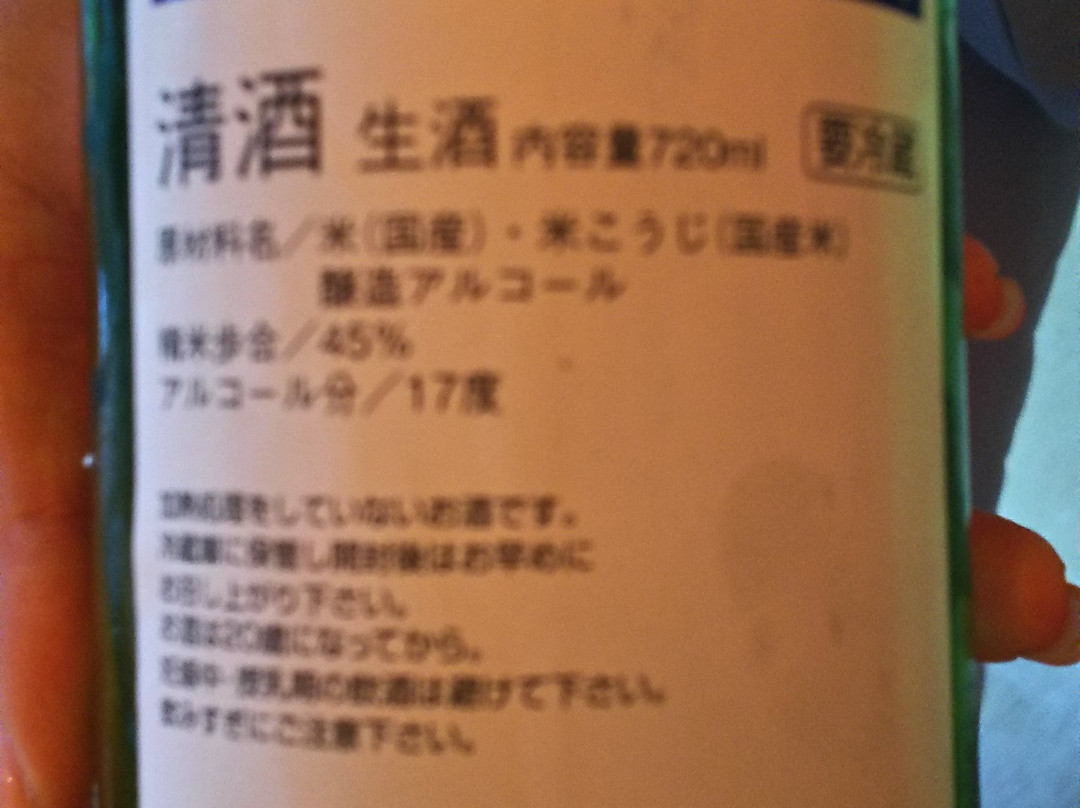 清酒 生酒 内容量720ml 要冷蔵
原材料名／米(国産)・米こうじ(国産米)
醸造アルコール
精米歩合／45%
アルコール分／17度
加熱処理をしていないお酒です。
冷蔵庫に保管し開封後はお早めに
お召し上がり下さい。
お酒は20歳になってから。
妊娠中・授乳期の飲酒は避けて下さい。
飲みすぎにご注意下さい。